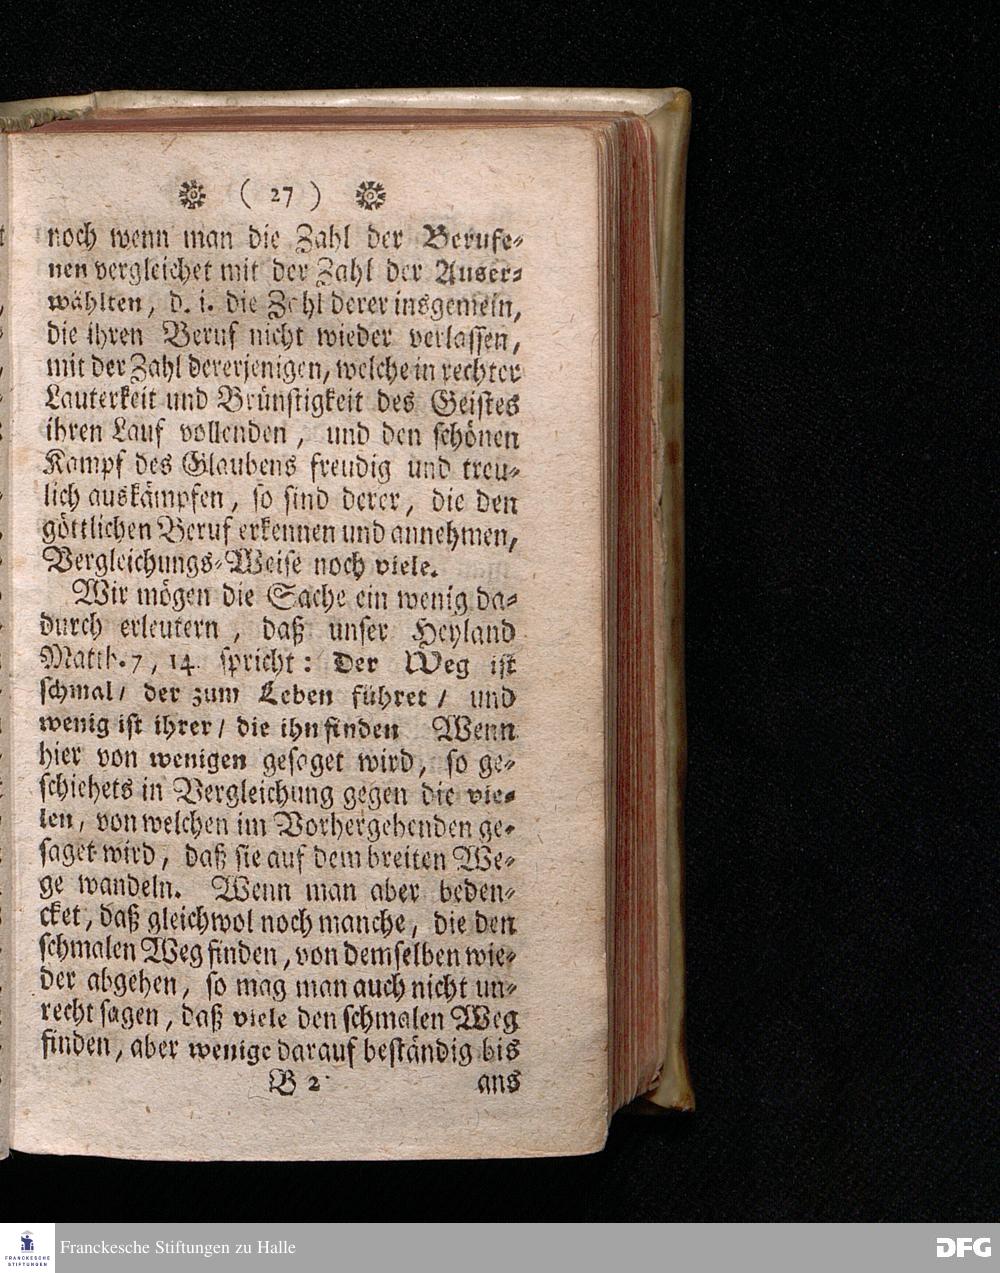 ( 27 )
noch wenn man die Zahl der Berufe-
nen vergleichet mit der Zahl der Auser-
wählten, d. i. die Zahl derer insgemein,
die ihren Beruf nicht wieder verlassen,
mit der Zahl dererjenigen, welche in rechter
Lauterkeit und Brünstigkeit des Geistes
ihren Lauf vollenden, und den schönen
Kampf des Glaubens freudig und treu-
lich auskämpfen, so sind derer, die den
göttlichen Beruf erkennen und annehmen,
Vergleichungs-Weise noch viele.
Wir mögen die Sache ein wenig da-
durch erleutern, daß unser Heyland
Matth. 7, 14. spricht: Der Weg ist
schmal/ der zum Leben führet/ und
wenig ist ihrer/ die ihn finden Wenn
hier von wenigen gesaget wird, so ge-
schiehets in Vergleichung gegen die vie-
len, von welchen im Vorhergehenden ge-
saget wird, daß sie auf dem breiten We-
ge wandeln. Wenn man aber beden-
cket, daß gleichwol noch manche, die den
schmalen Weg finden, von demselben wie-
der abgehen, so mag man auch nicht un-
recht sagen, daß viele den schmalen Weg
finden, aber wenige darauf beständig bis
B 2 ans
FRANCKESCHE
STIFTUNGEN
Franckesche Stiftungen zu Halle
DFG